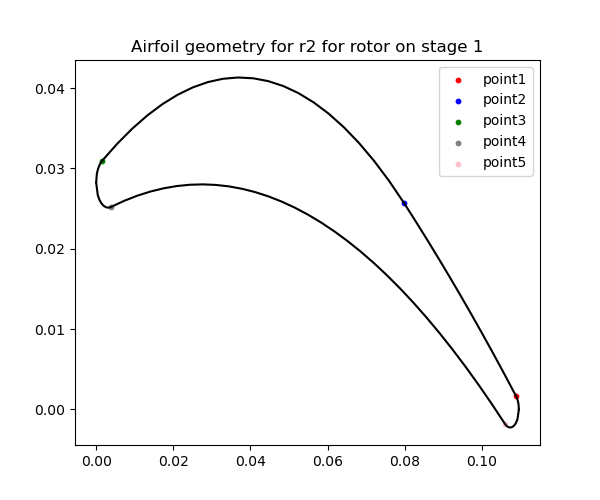 Airfoil geometry for r2 for rotor on stage 1
point1
point2
point3
point4
point5
0.04
0.03
0.02
0.01
0.00
0.00 0.02 0.04 0.06 0.08 0.10